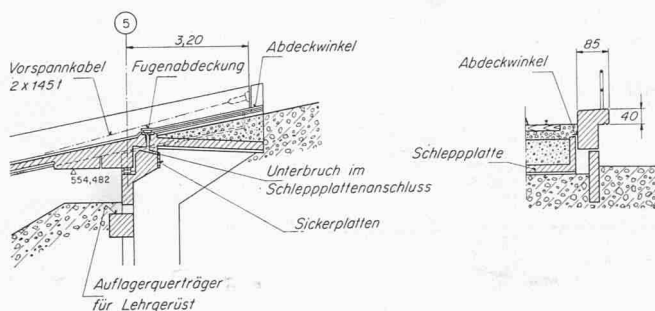 5
3,20
Vorspannkabel
2 x 145 t
Fugenabdeckung
Abdeckwinkel
554,482
Unterbruch im
Schleppplattenanschluss
Sickerplatten
Auflagerquerträger
für Lehrgerüst
85
Abdeckwinkel
40
Schleppplatte